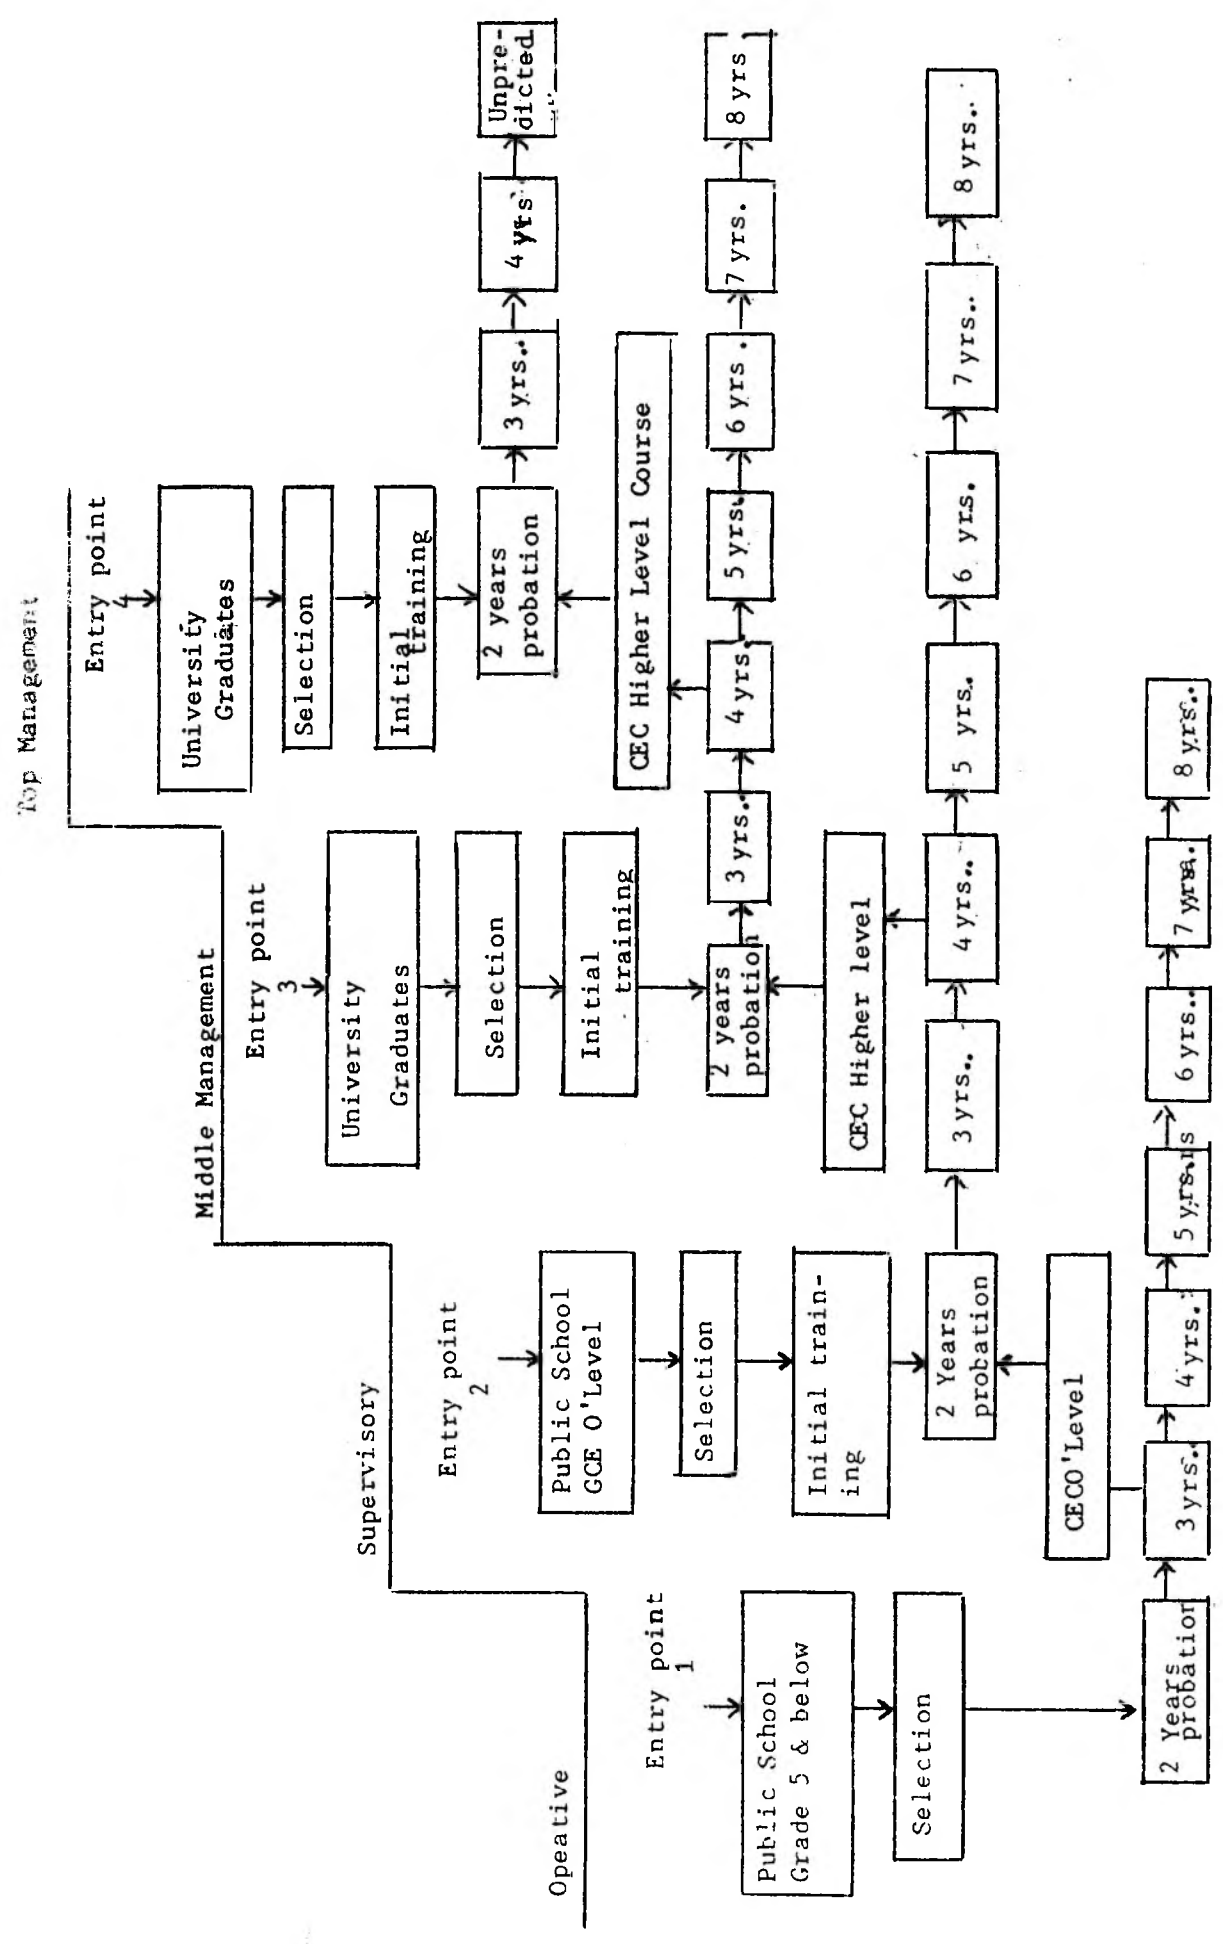 Top Management
Entry point
4
University
Graduates
Selection
Initial
training
2 years
probation
3 yrs..
4 yrs
Unpre-
dicted
CEC Higher Level Course
Middle Management
Entry point
3
University
Graduates
Selection
Initial
training
2 years
probation
3 yrs..
4 yrs.
5 yrs.
6 yrs.
7 yrs.
8 yrs
CEC Higher level
Supervisory
Entry point
2
Public School
GCE O'Level
Selection
Initial train-
ing
2 Years
probation
3 yrs..
4 yrs..
5 yrs.
6 yrs.
7 yrs..
8 yrs..
CECO'Level
Opeative
Entry point
1
Public School
Grade 5 & below
Selection
2 Years
probation
3 yrs..
4 yrs.
5 yrs.
6 yrs..
7 yrs.
8 yrs..